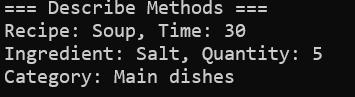 === Describe Methods ===
Recipe: Soup, Time: 30
Ingredient: Salt, Quantity: 5
Category: Main dishes